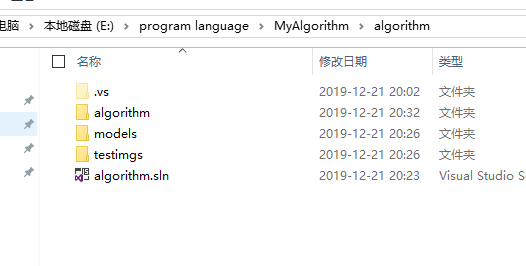 电脑 > 本地磁盘 (E:) > program language > MyAlgorithm > algorithm
名称 修改日期 类型
.vs 2019-12-21 20:02 文件夹
algorithm 2019-12-21 20:32 文件夹
models 2019-12-21 20:26 文件夹
testimgs 2019-12-21 20:26 文件夹
algorithm.sln 2019-12-21 20:23 Visual Studio S